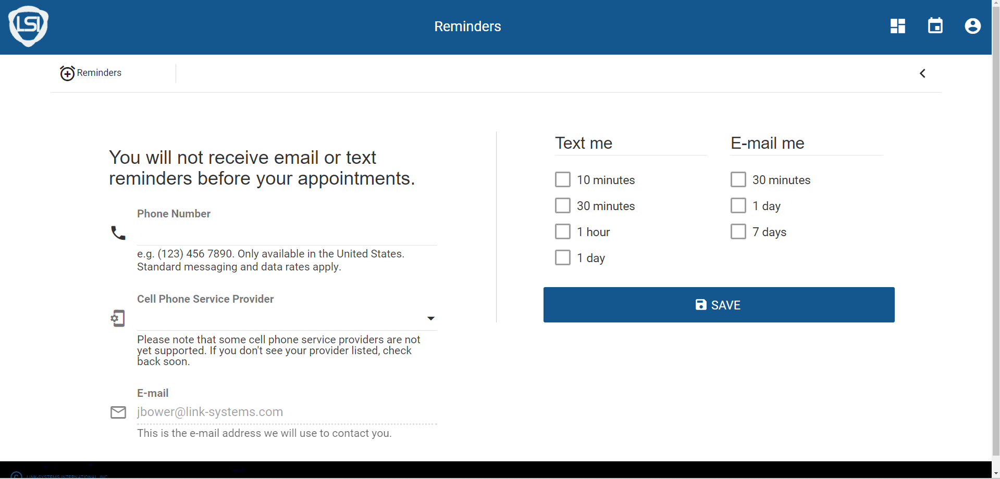 LSI
Reminders
Reminders
You will not receive email or text
reminders before your appointments.
Phone Number
e.g. (123) 456 7890. Only available in the United States.
Standard messaging and data rates apply.
Cell Phone Service Provider
Please note that some cell phone service providers are not
yet supported. If you don't see your provider listed, check
back soon.
E-mail
jbower@link-systems.com
This is the e-mail address we will use to contact you.
Text me
10 minutes
30 minutes
1 hour
1 day
E-mail me
30 minutes
1 day
7 days
SAVE
© LINK-SYSTEMS INTERNATIONAL, INC